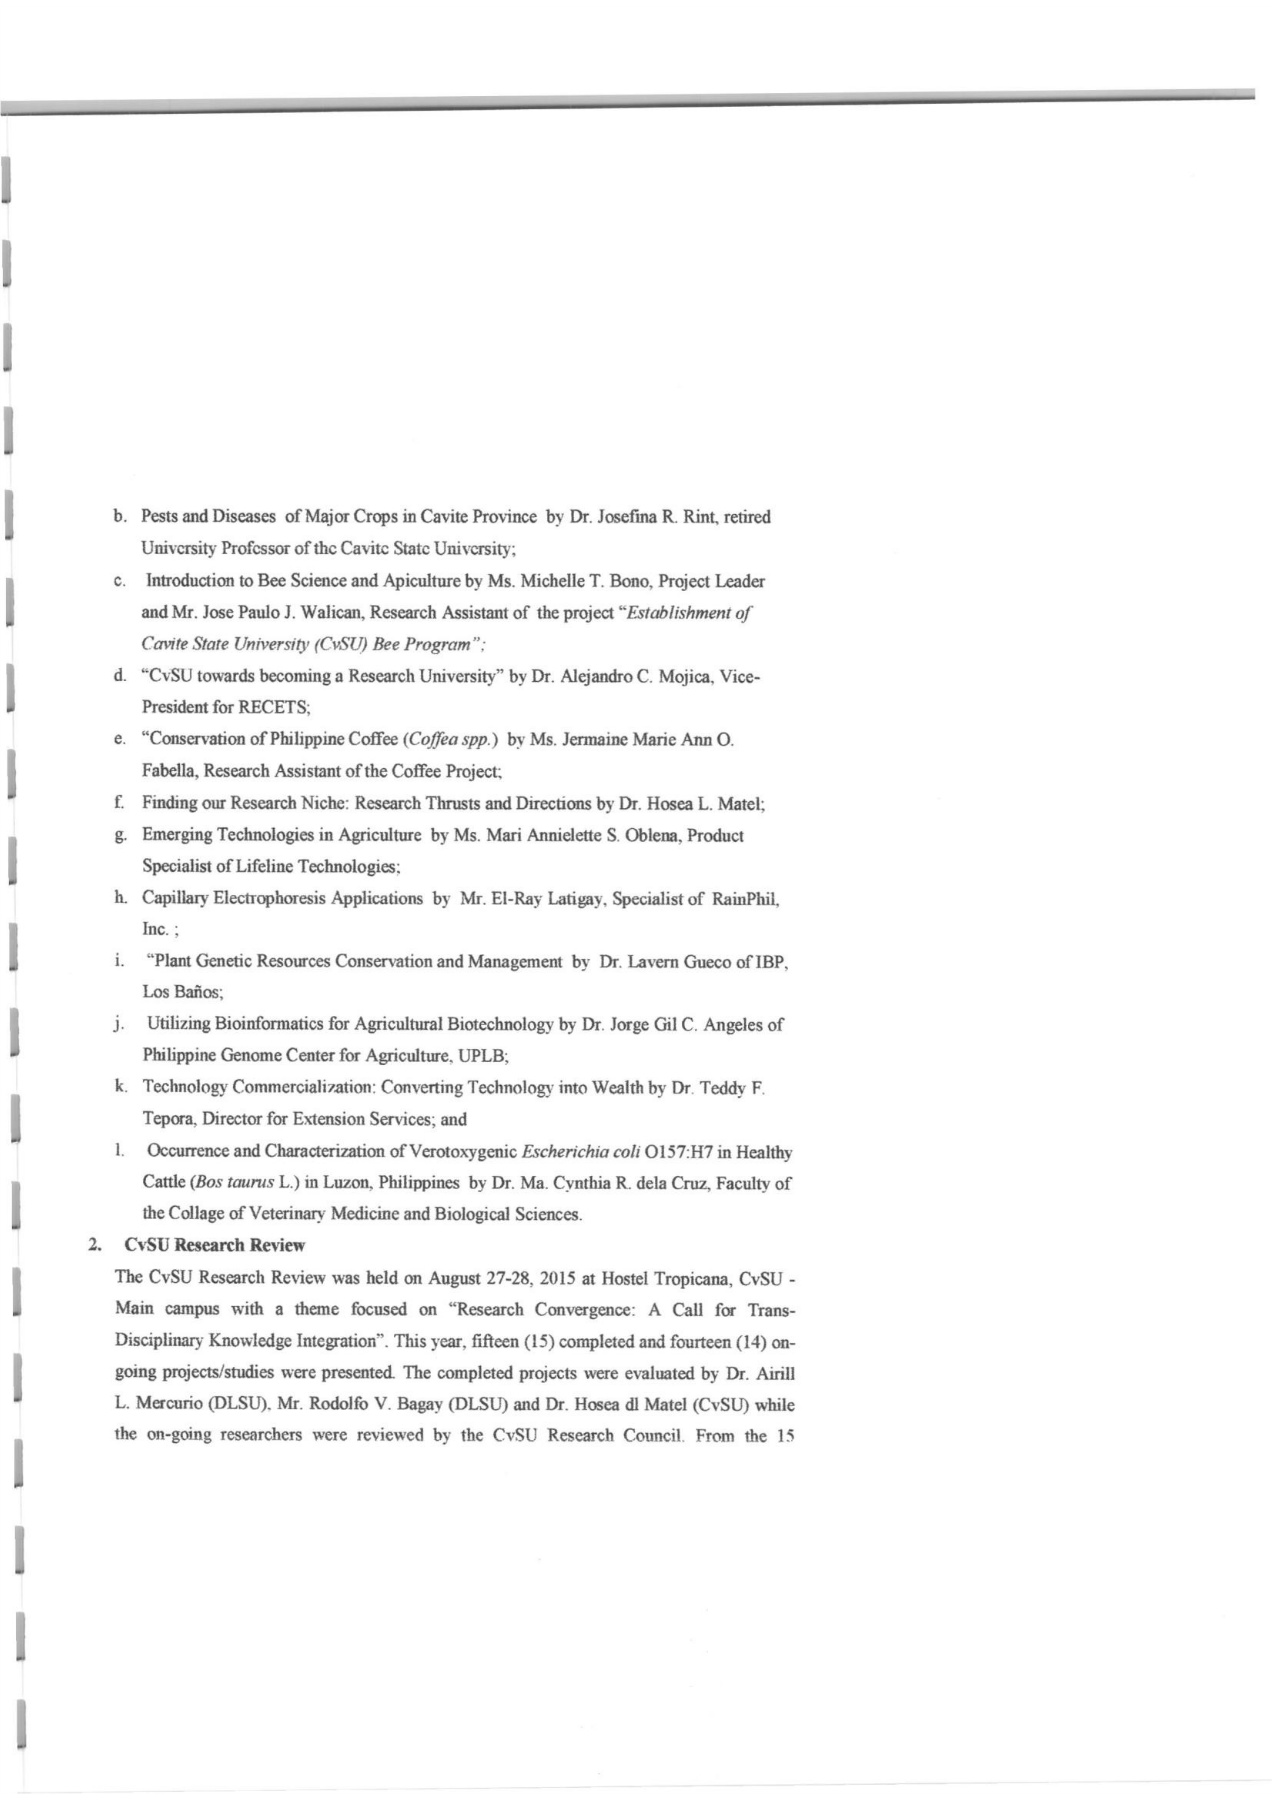 b. Pests and Diseases of Major Crops in Cavite Province by Dr. Josefina R. Rint, retired
University Professor of the Cavite State University;
c. Introduction to Bee Science and Apiculture by Ms. Michelle T. Bono, Project Leader
and Mr. Jose Paulo J. Walican, Research Assistant of the project “Establishment of
Cavite State University (CvSU) Bee Program”;
d. “CvSU towards becoming a Research University” by Dr. Alejandro C. Mojica, Vice-
President for RECETS;
e. “Conservation of Philippine Coffee (Coffea spp.) by Ms. Jermaine Marie Ann O.
Fabella, Research Assistant of the Coffee Project;
f. Finding our Research Niche: Research Thrusts and Directions by Dr. Hosea L. Matel;
g. Emerging Technologies in Agriculture by Ms. Mari Annielette S. Oblena, Product
Specialist of Lifeline Technologies;
h. Capillary Electrophoresis Applications by Mr. El-Ray Latigay, Specialist of RainPhil,
Inc. ;
i. “Plant Genetic Resources Conservation and Management by Dr. Lavern Gueco of IBP,
Los Baños;
j. Utilizing Bioinformatics for Agricultural Biotechnology by Dr. Jorge Gil C. Angeles of
Philippine Genome Center for Agriculture, UPLB;
k. Technology Commercialization: Converting Technology into Wealth by Dr. Teddy F.
Tepora, Director for Extension Services; and
l. Occurrence and Characterization of Verotoxygenic Escherichia coli O157:H7 in Healthy
Cattle (Bos taurus L.) in Luzon, Philippines by Dr. Ma. Cynthia R. dela Cruz, Faculty of
the Collage of Veterinary Medicine and Biological Sciences.
2. CvSU Research Review
The CvSU Research Review was held on August 27-28, 2015 at Hostel Tropicana, CvSU -
Main campus with a theme focused on “Research Convergence: A Call for Trans-
Disciplinary Knowledge Integration”. This year, fifteen (15) completed and fourteen (14) on-
going projects/studies were presented. The completed projects were evaluated by Dr. Airill
L. Mercurio (DLSU), Mr. Rodolfo V. Bagay (DLSU) and Dr. Hosea dl Matel (CvSU) while
the on-going researchers were reviewed by the CvSU Research Council. From the 15